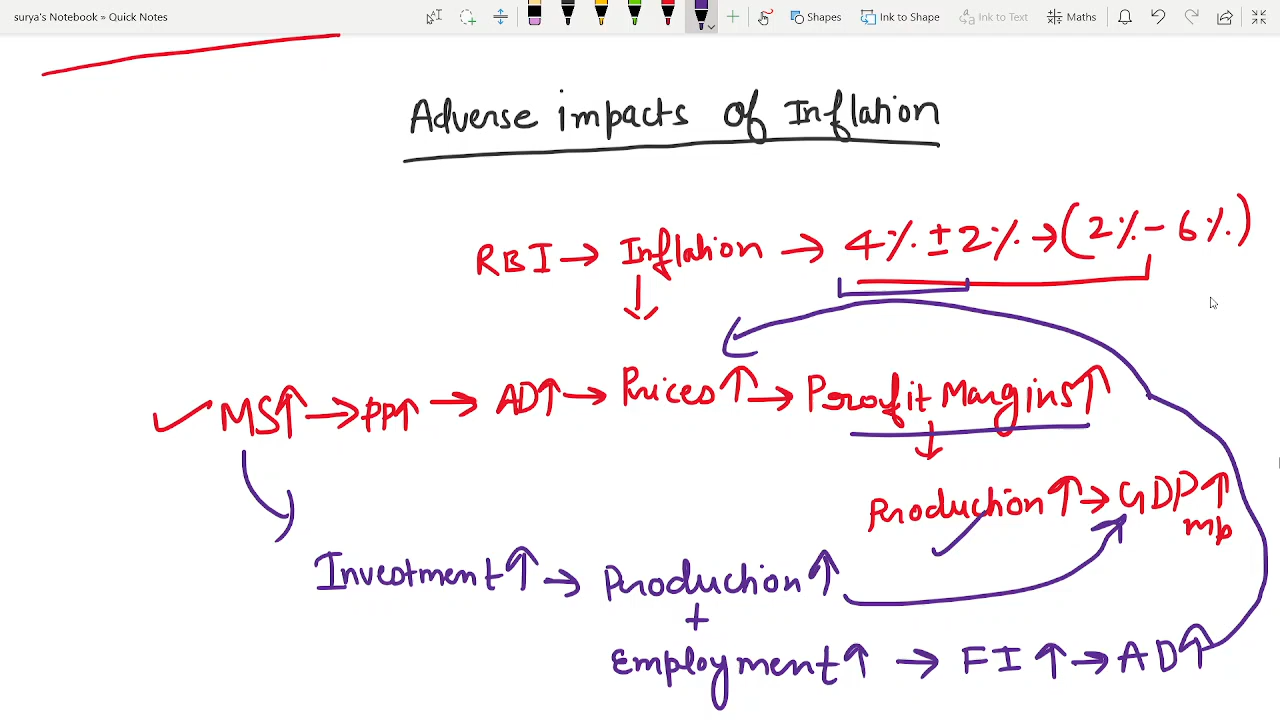 surya's Notebook » Quick Notes
Shapes Ink to Shape Ink to Text Maths
Adverse impacts of Inflation
RBI → Inflation → 4% ± 2% → (2% – 6%)
↓
MS↑ → PP↑ → AD↑ → Prices↑ → Profit Margins↑
↓
Production↑ → GDP↑
mp
Investment↑ → Production↑
+
Employment↑ → FI↑ → AD↑